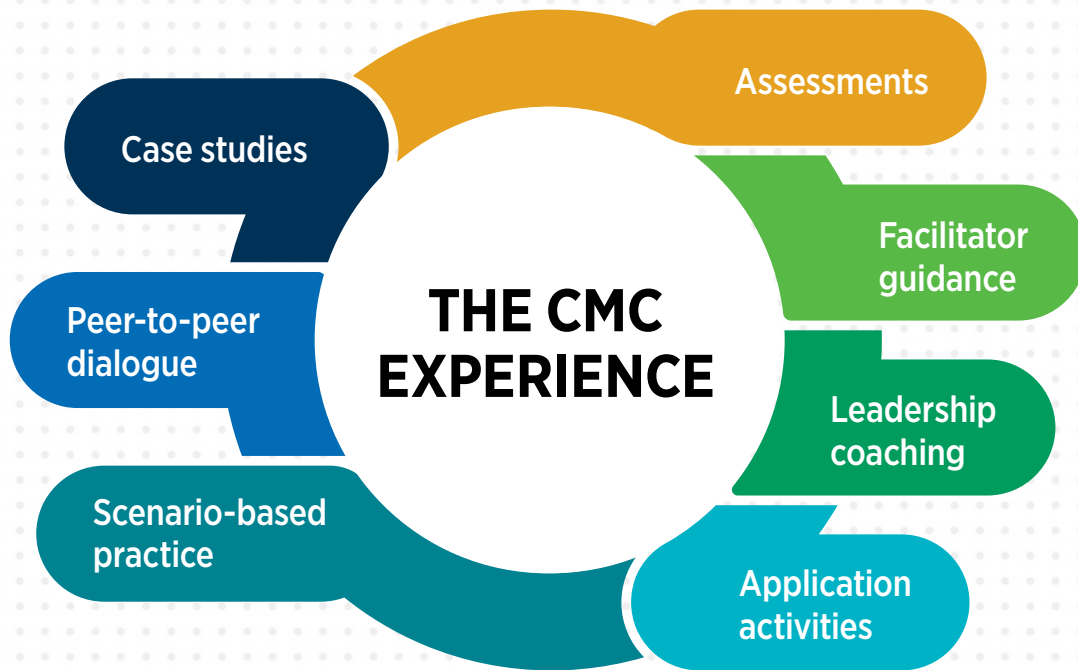 Assessments
Case studies
Facilitator
guidance
Peer-to-peer
dialogue
THE CMC
EXPERIENCE
Leadership
coaching
Scenario-based
practice
Application
activities